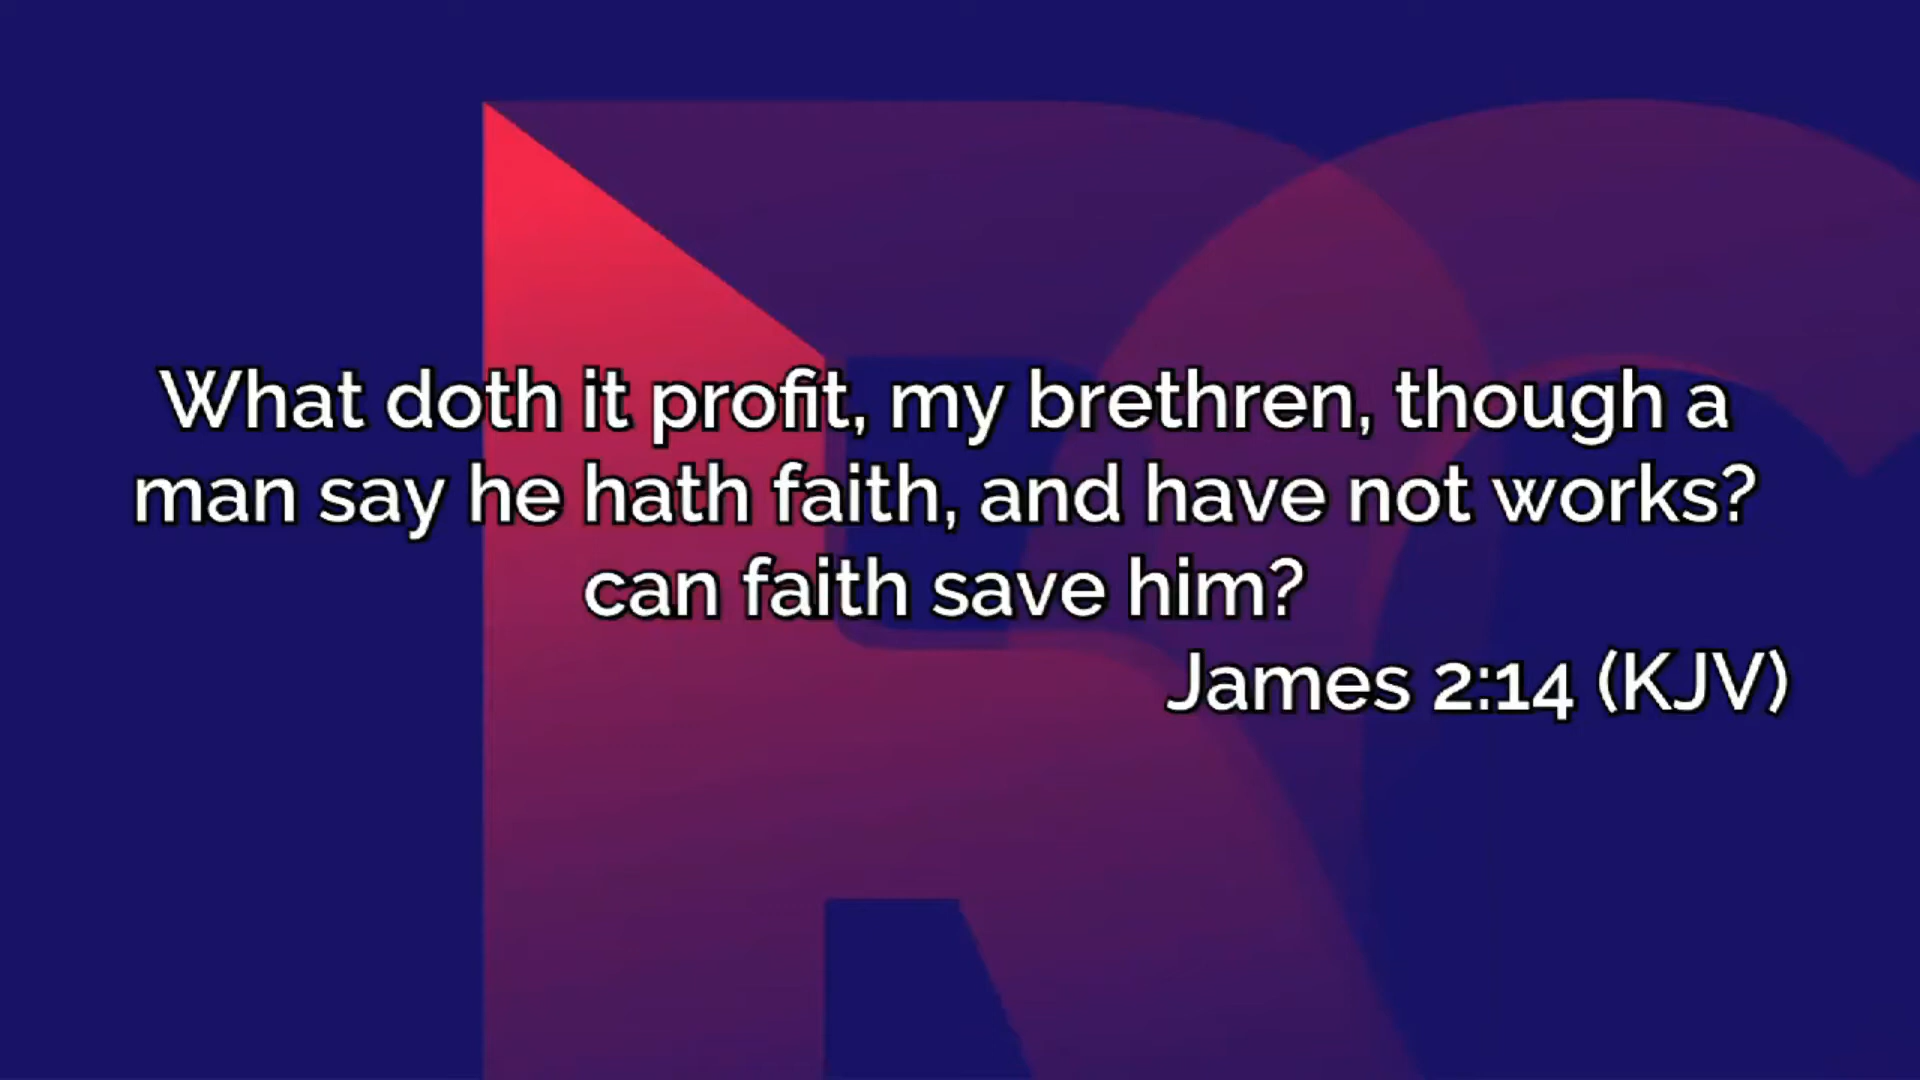 What doth it profit, my brethren, though a
man say he hath faith, and have not works?
can faith save him?
James 2:14 (KJV)